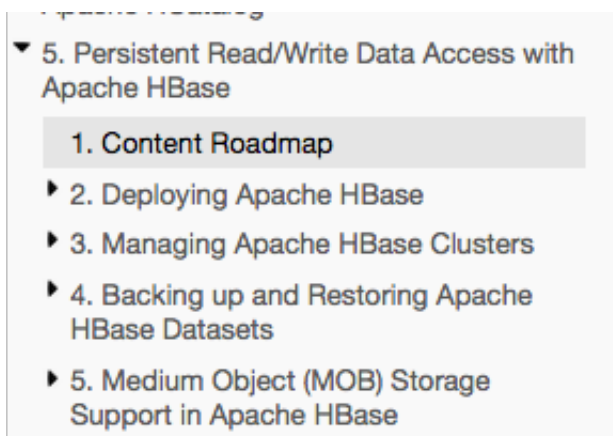 5. Persistent Read/Write Data Access with
Apache HBase
1. Content Roadmap
2. Deploying Apache HBase
3. Managing Apache HBase Clusters
4. Backing up and Restoring Apache
HBase Datasets
5. Medium Object (MOB) Storage
Support in Apache HBase